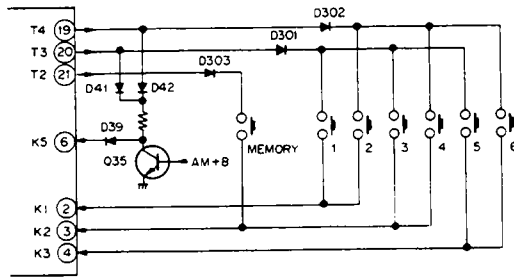 T4 19 D302
T3 20 D301
T2 21 D303
D41 D42
K5 6 D39
Q35 AM+8 MEMORY 1 2 3 4 5 6
K1 2
K2 3
K3 4